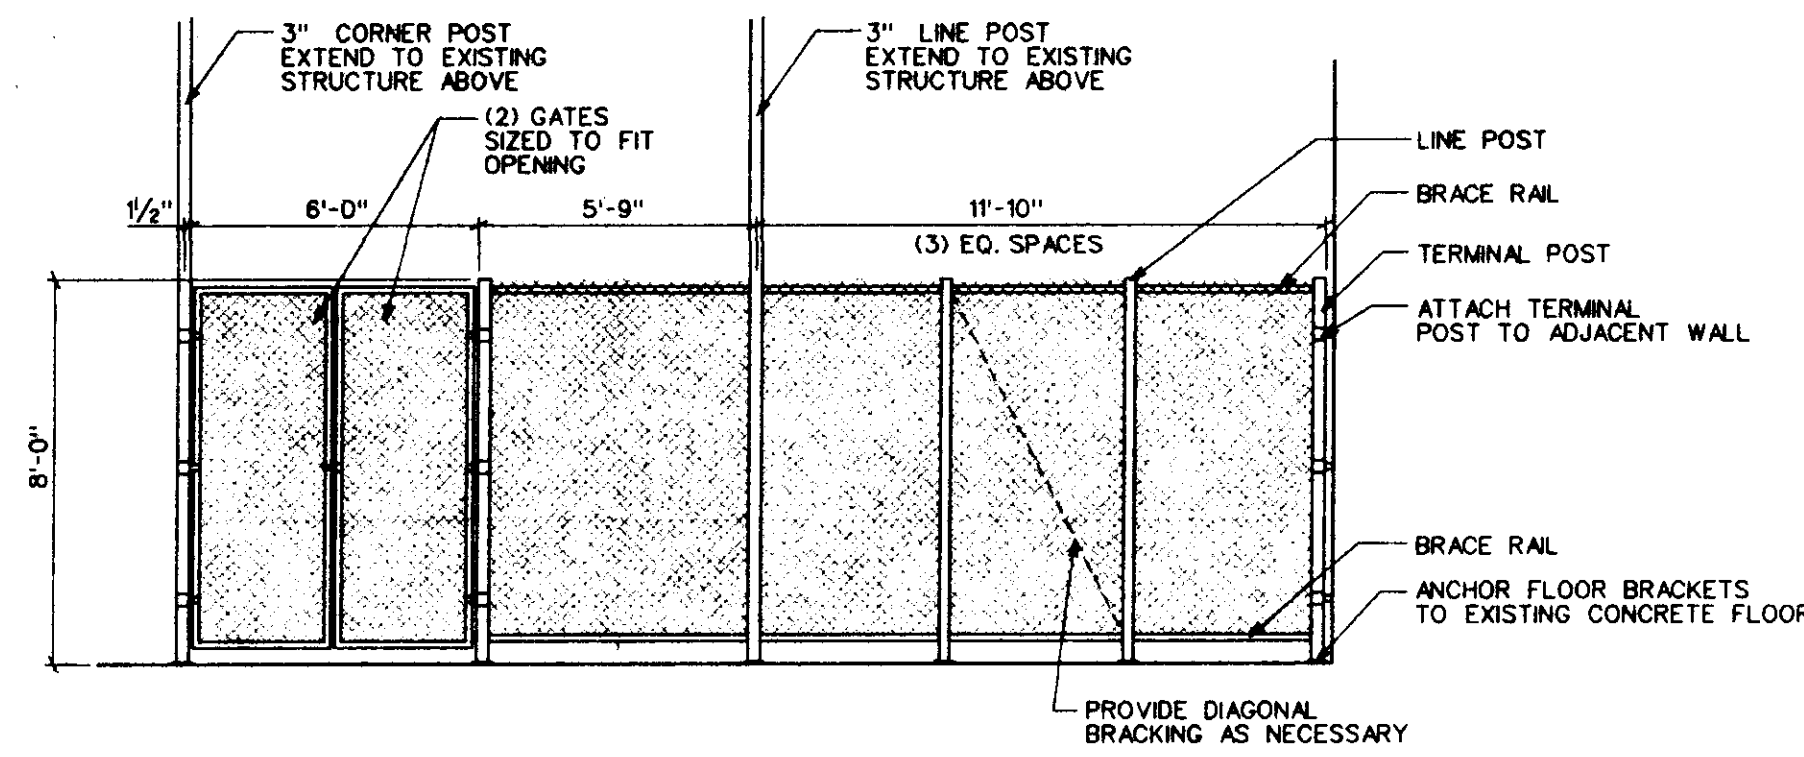 3" CORNER POST
EXTEND TO EXISTING
STRUCTURE ABOVE
3" LINE POST
EXTEND TO EXISTING
STRUCTURE ABOVE
(2) GATES
SIZED TO FIT
OPENING
LINE POST
BRACE RAIL
1½" 6'-0" 5'-9" 11'-10"
(3) EQ. SPACES
TERMINAL POST
ATTACH TERMINAL
POST TO ADJACENT WALL
8'-0"
BRACE RAIL
ANCHOR FLOOR BRACKETS
TO EXISTING CONCRETE FLOOR
PROVIDE DIAGONAL
BRACKING AS NECESSARY